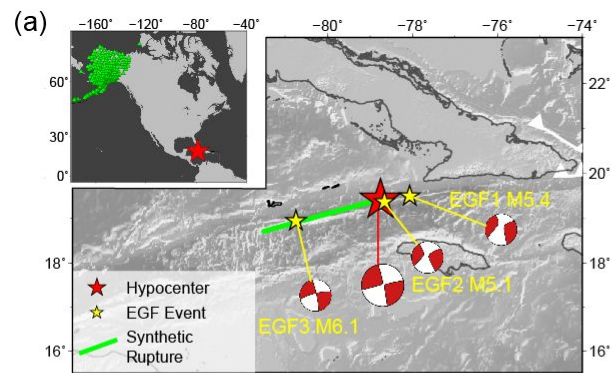 (a)
−160° −120° −80° −40°
60°
30°
0°
−80° −78° −76° −74°
22°
20°
18°
16°
18°
16°
EGF1 M5.4
EGF2 M5.1
EGF3 M6.1
Hypocenter
EGF Event
Synthetic
Rupture